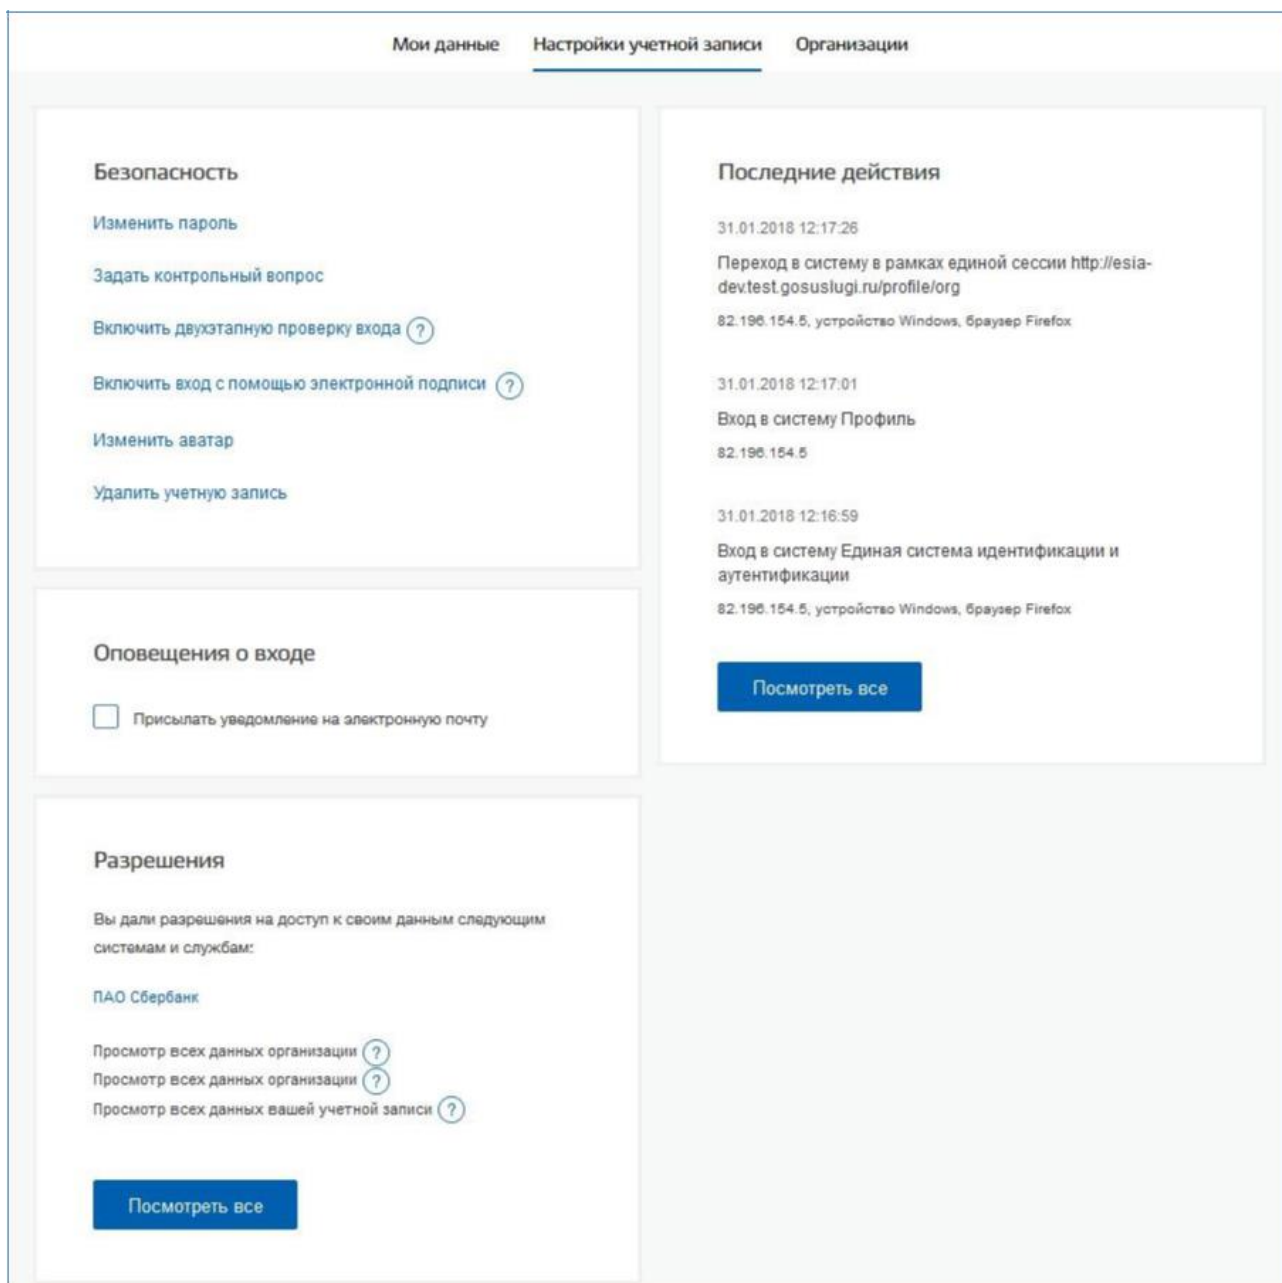 Мои данные Настройки учетной записи Организации
Безопасность
Изменить пароль
Задать контрольный вопрос
Включить двухэтапную проверку входа ?
Включить вход с помощью электронной подписи ?
Изменить аватар
Удалить учетную запись
Оповещения о входе
Присылать уведомление на электронную почту
Разрешения
Вы дали разрешения на доступ к своим данным следующим
системам и службам:
ПАО Сбербанк
Просмотр всех данных организации ?
Просмотр всех данных организации ?
Просмотр всех данных вашей учетной записи ?
Посмотреть все
Последние действия
31.01.2018 12:17:26
Переход в систему в рамках единой сессии http://esia-
dev.test.gosuslugi.ru/profile/org
82.196.154.5, устройство Windows, браузер Firefox
31.01.2018 12:17:01
Вход в систему Профиль
82.196.154.5
31.01.2018 12:16:59
Вход в систему Единая система идентификации и
аутентификации
82.196.154.5, устройство Windows, браузер Firefox
Посмотреть все